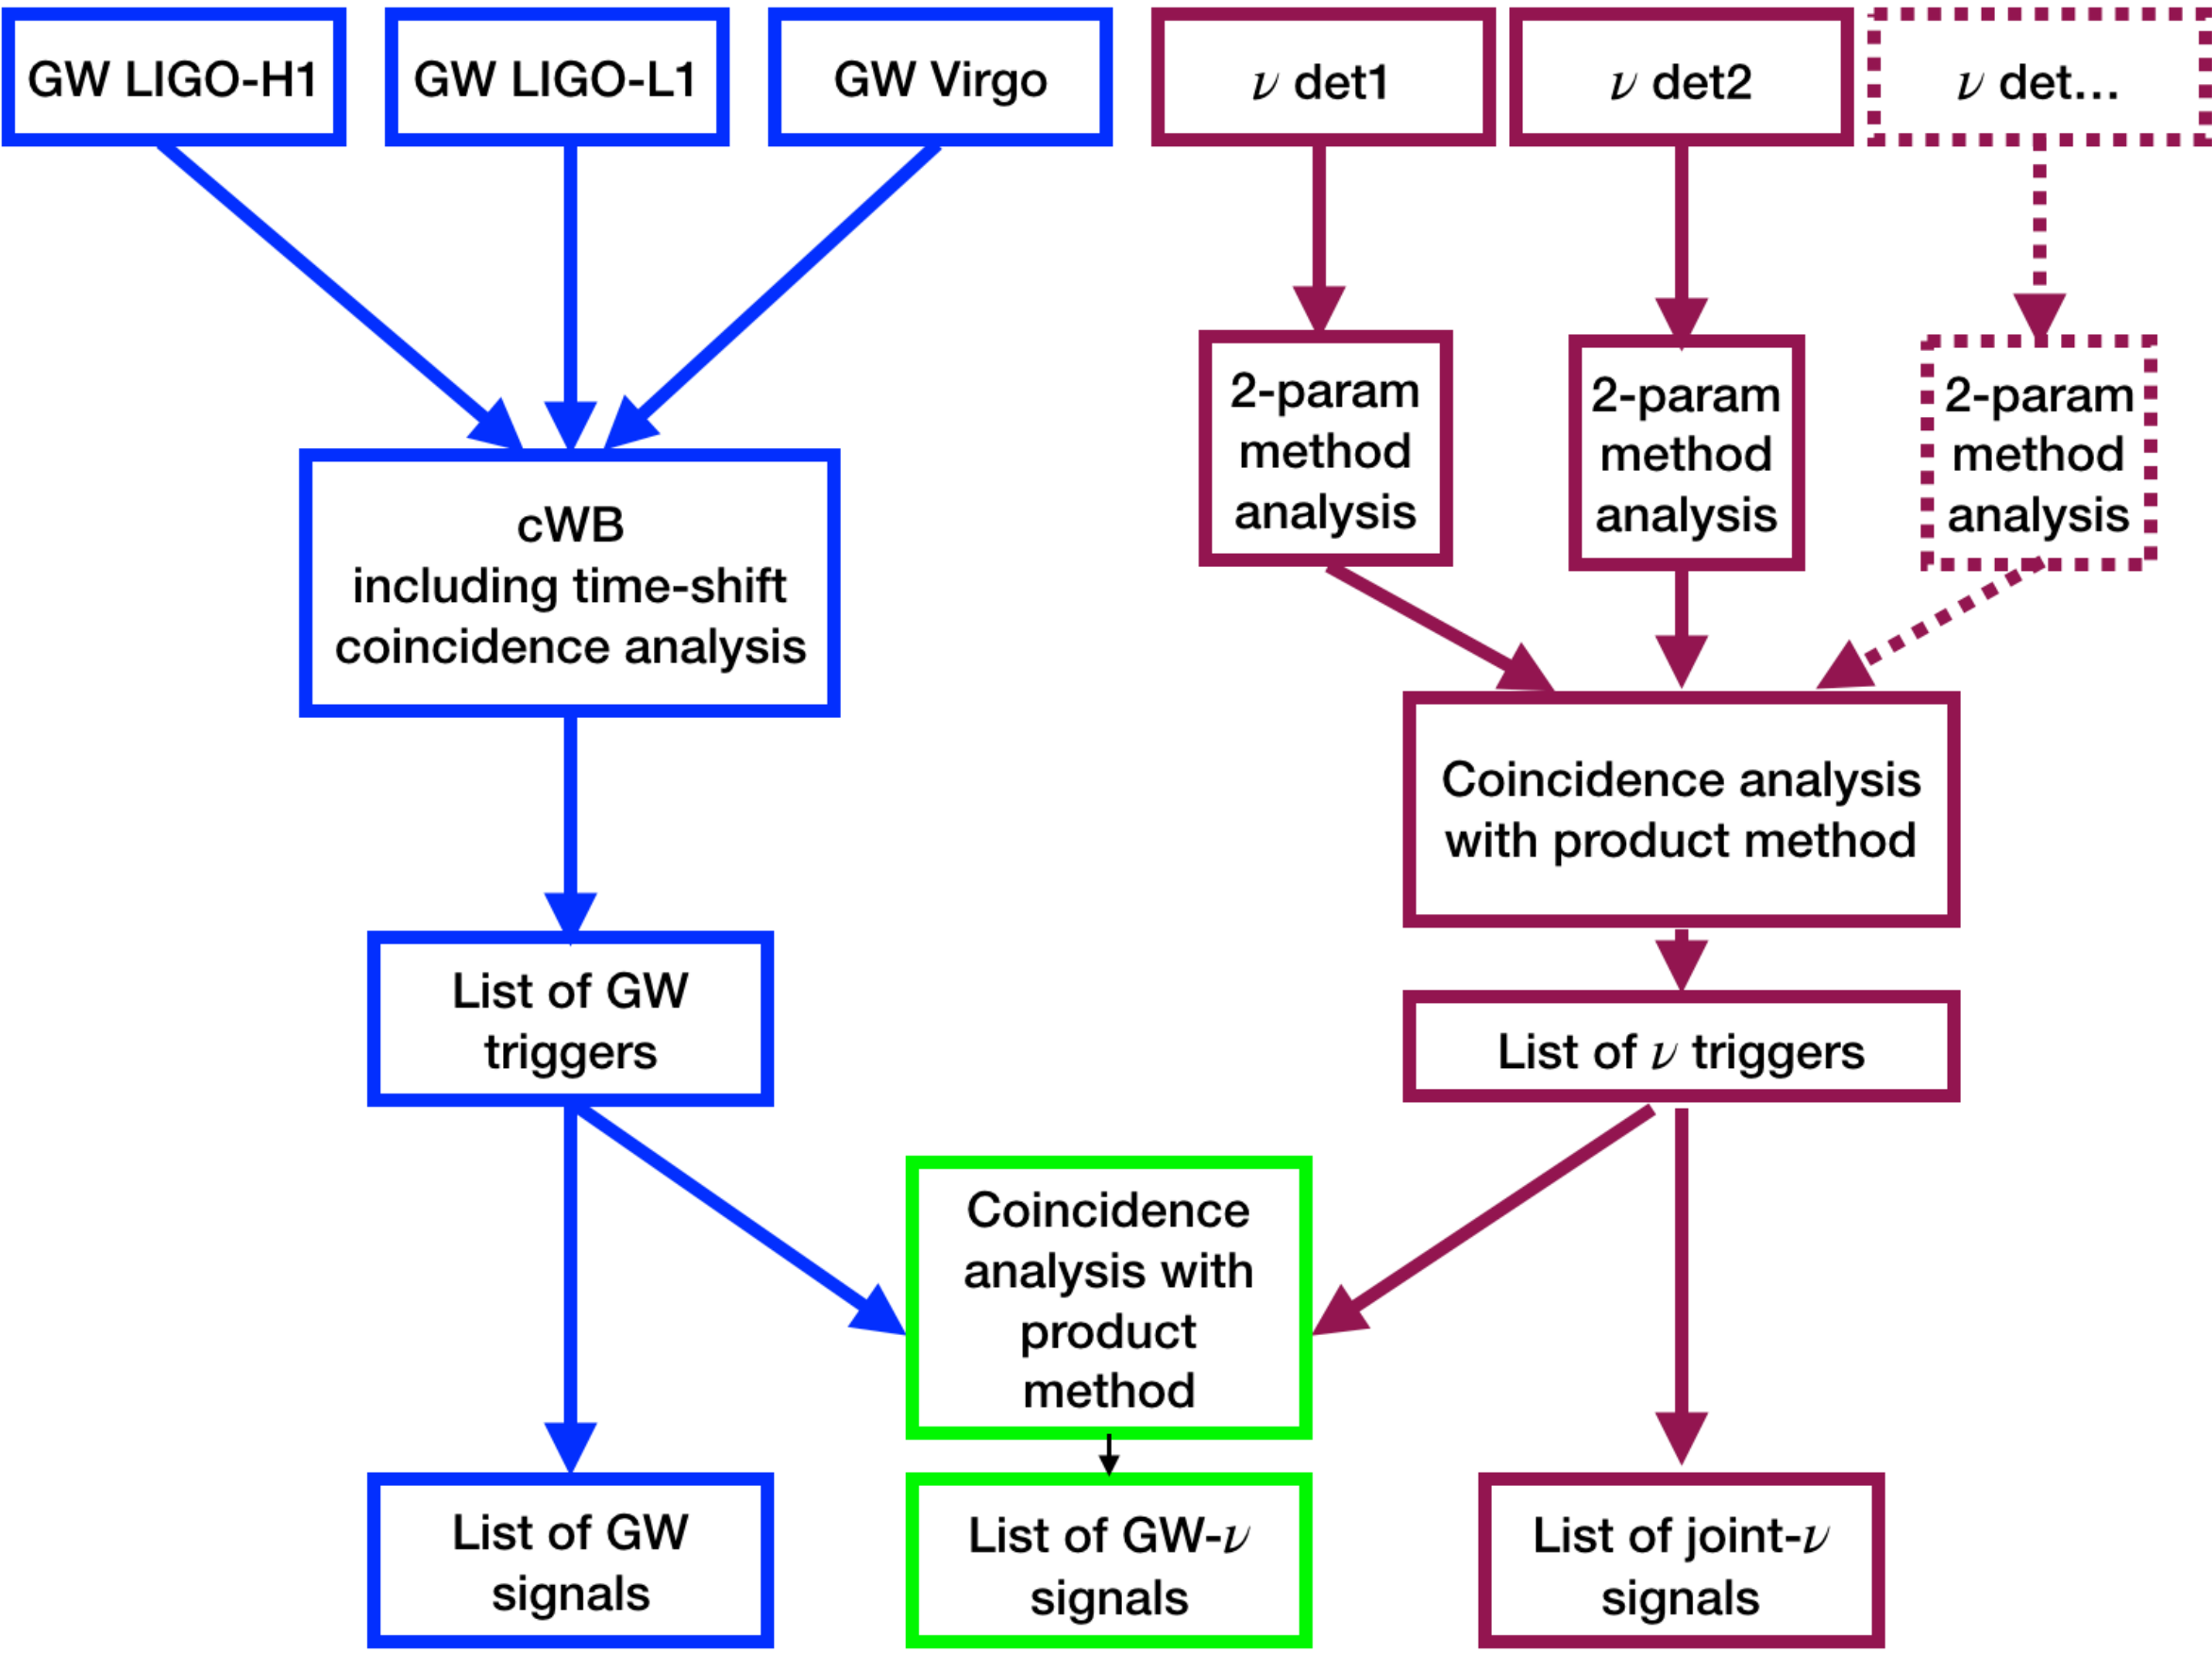 GW LIGO-H1
GW LIGO-L1
GW Virgo
ν det1
ν det2
ν det...
2-param
method
analysis
2-param
method
analysis
2-param
method
analysis
cWB
including time-shift
coincidence analysis
Coincidence analysis
with product method
List of GW
triggers
List of ν triggers
Coincidence
analysis with
product
method
List of GW
signals
List of GW-ν
signals
List of joint-ν
signals